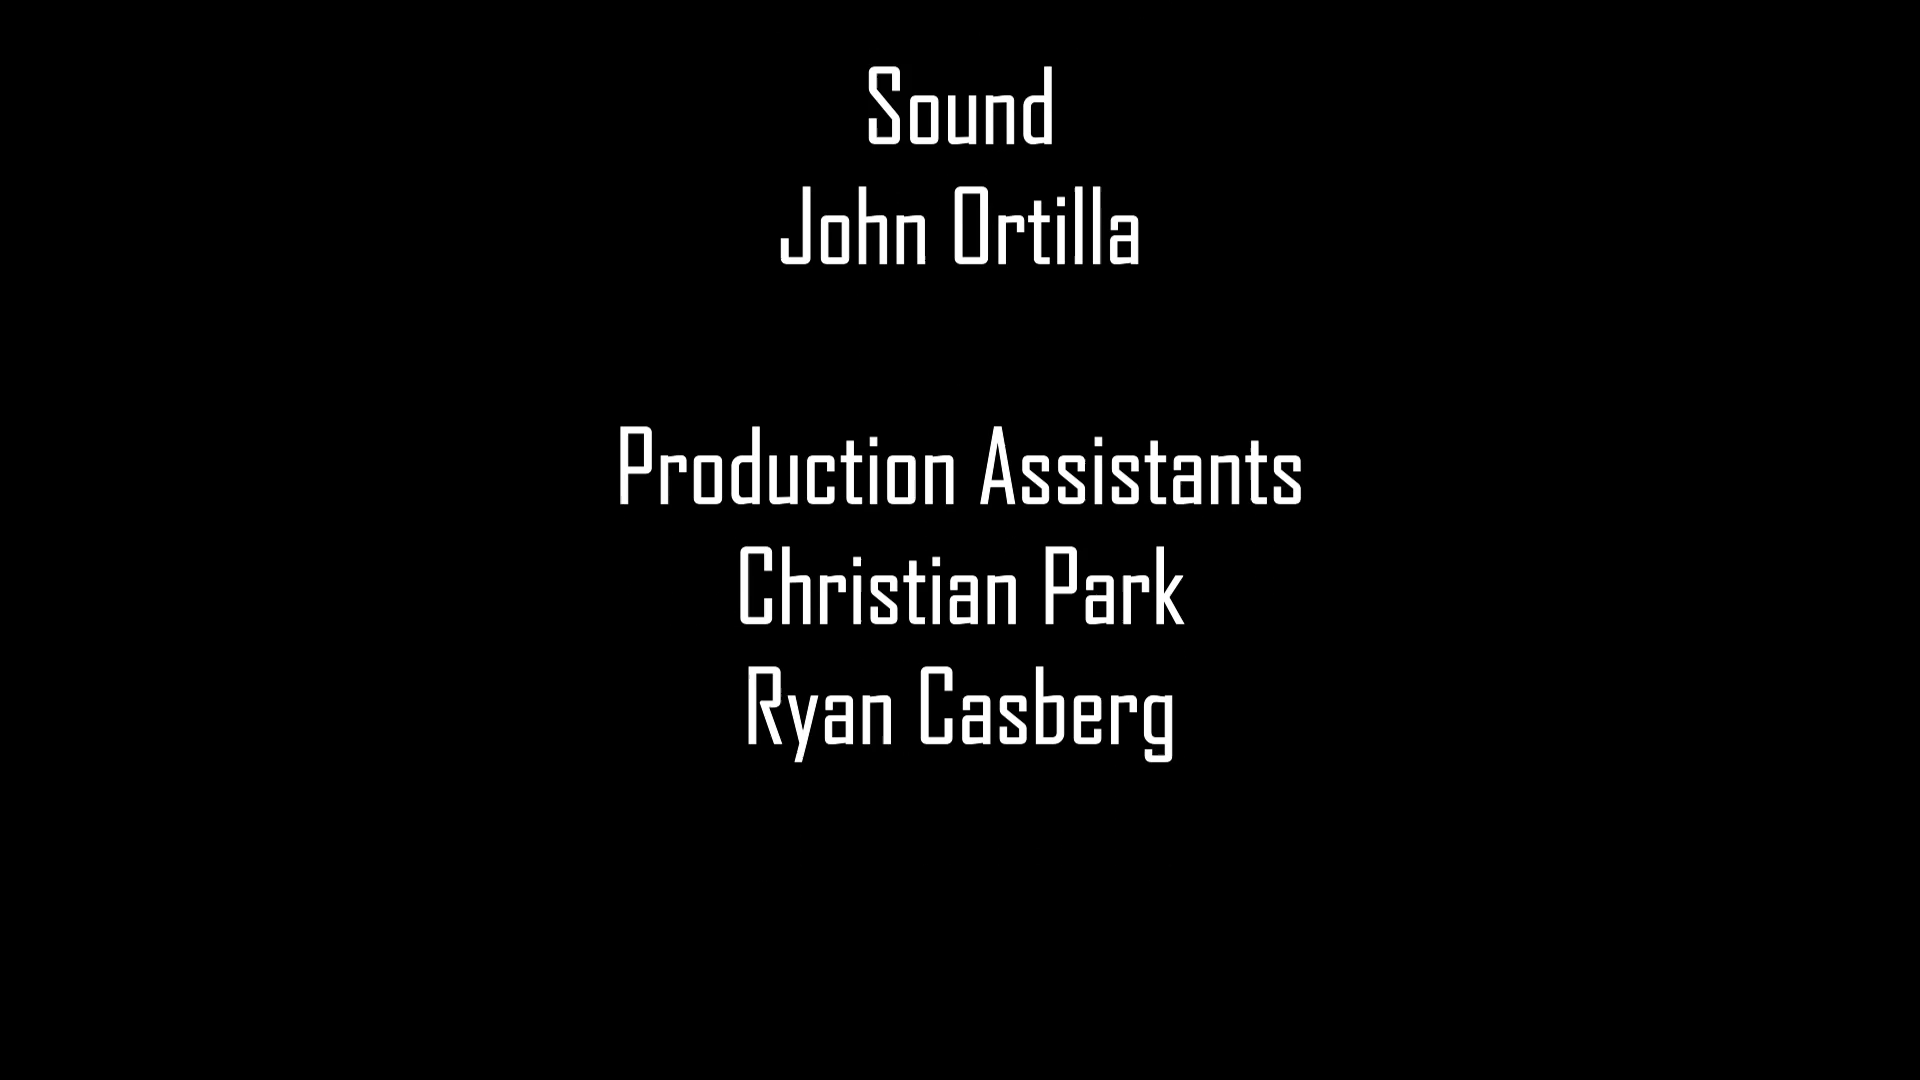 Sound
John Ortilla
Production Assistants
Christian Park
Ryan Casberg